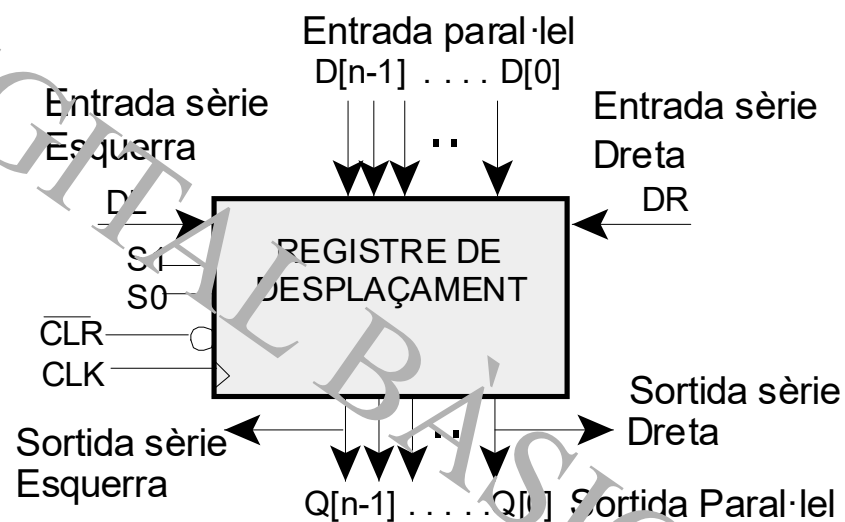 Entrada paral·lel
D[n-1] . . . . D[0]
Entrada sèrie
Esquerra
Entrada sèrie
Dreta
DL
DR
S1
S0
REGISTRE DE
DESPLAÇAMENT
CLR
CLK
Sortida sèrie
Esquerra
Sortida sèrie
Dreta
Q[n-1] . . . . .Q[0] Sortida Paral·lel